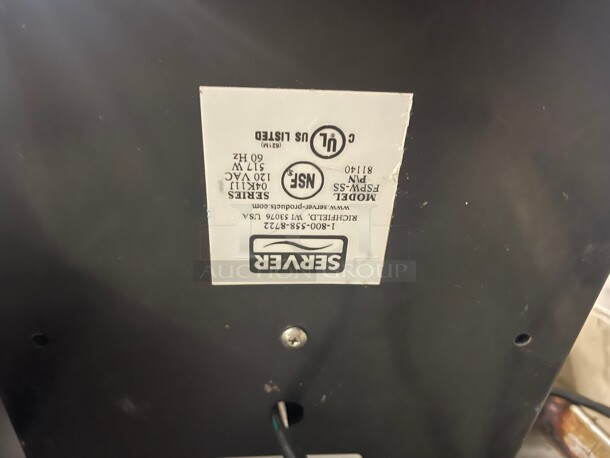 SERVER
1-800-558-8722
RICHFIELD, WI 53076 USA
www.server-products.com
MODEL FSPW-SS
P/N 81140
NSF
SERIES 04K11J
120 VAC
517 W
60 Hz
C UL US LISTED
(621M)
AUCTION GROUP